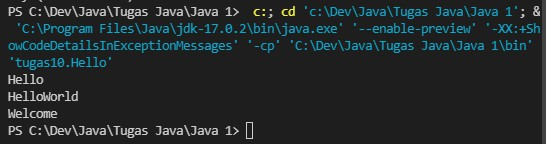 PS C:\Dev\Java\Tugas Java\Java 1>  c:; cd 'c:\Dev\Java\Tugas Java\Java 1'; &
 'C:\Program Files\Java\jdk-17.0.2\bin\java.exe' '--enable-preview' '-XX:+Sh
owCodeDetailsInExceptionMessages' '-cp' 'C:\Dev\Java\Tugas Java\Java 1\bin'
'tugas10.Hello'
Hello
HelloWorld
Welcome
PS C:\Dev\Java\Tugas Java\Java 1>